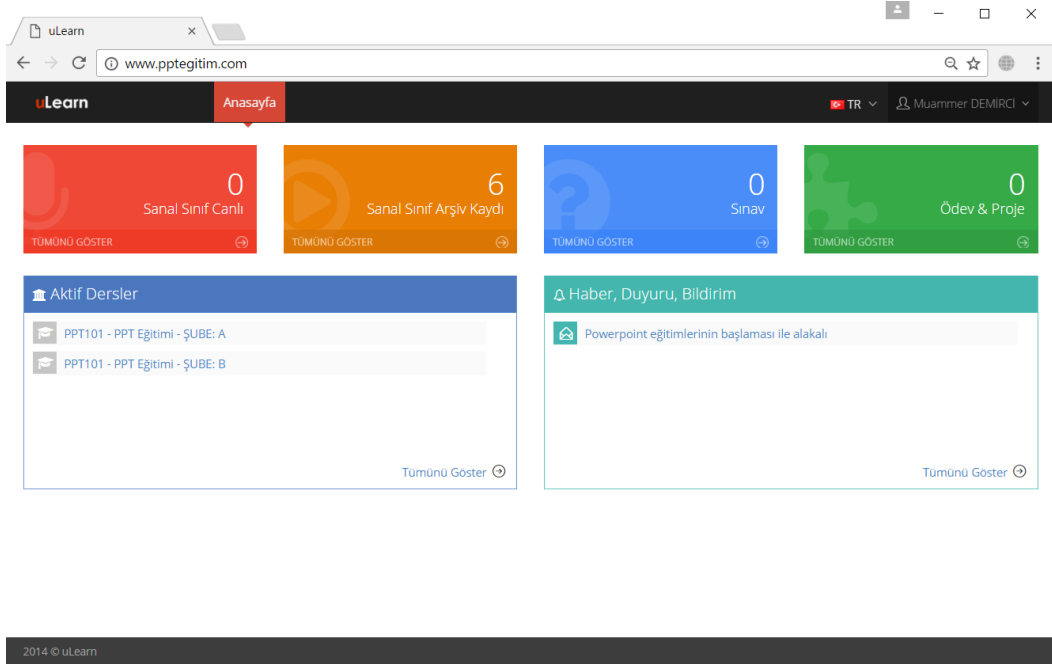 uLearn
www.pptegitim.com
uLearn
Anasayfa
TR
Muammer DEMİRCİ
0
Sanal Sınıf Canlı
TÜMÜNÜ GÖSTER
6
Sanal Sınıf Arşiv Kaydı
TÜMÜNÜ GÖSTER
0
Sınav
TÜMÜNÜ GÖSTER
0
Ödev & Proje
TÜMÜNÜ GÖSTER
Aktif Dersler
PPT101 - PPT Eğitimi - ŞUBE: A
PPT101 - PPT Eğitimi - ŞUBE: B
Tümünü Göster
Haber, Duyuru, Bildirim
Powerpoint eğitimlerinin başlaması ile alakalı
Tümünü Göster
2014 © uLearn